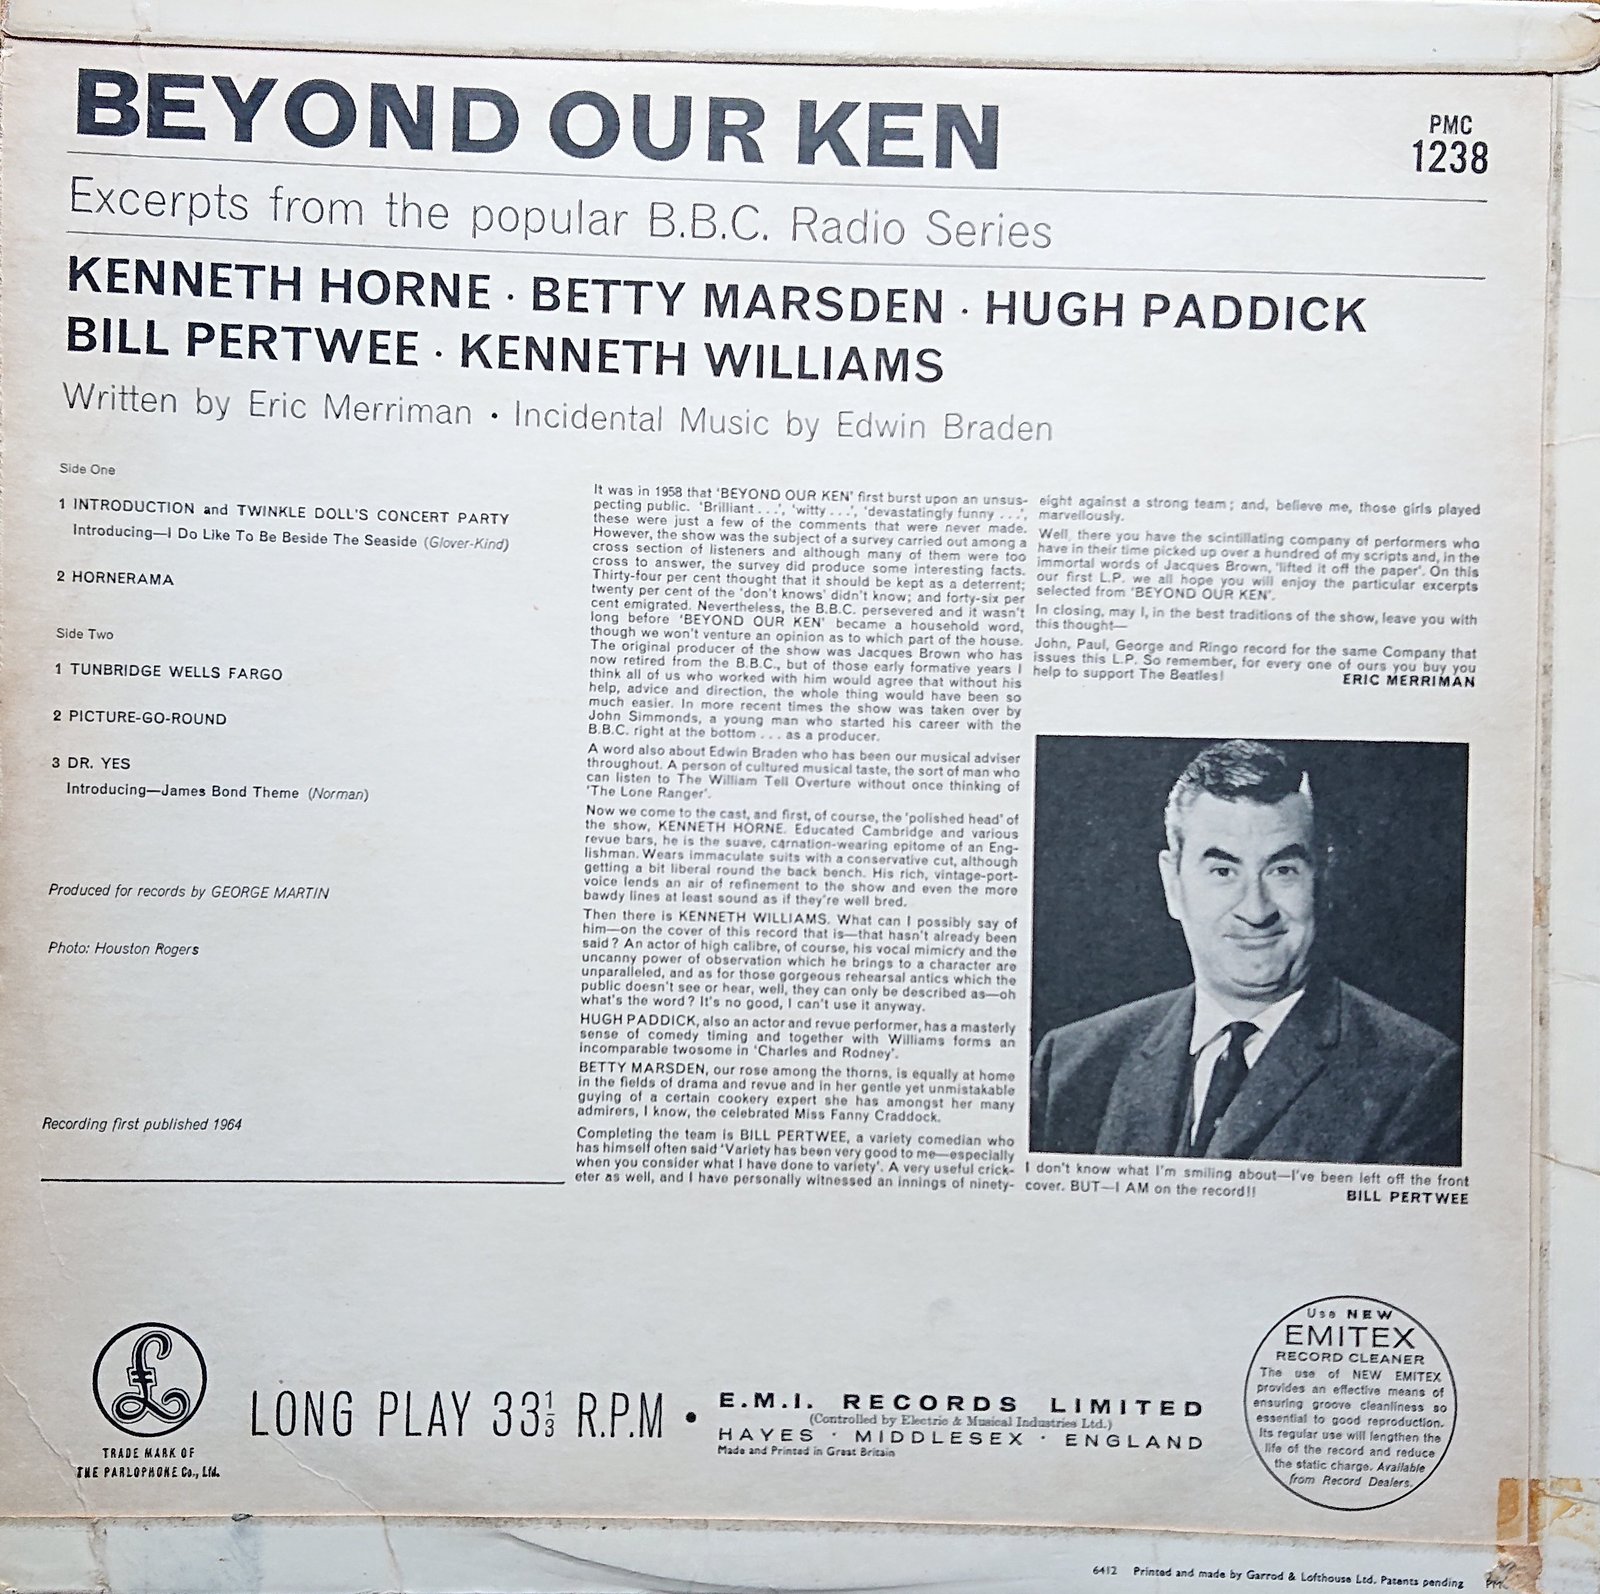 BEYOND OUR KEN
PMC
1238
Excerpts from the popular B.B.C. Radio Series
KENNETH HORNE · BETTY MARSDEN · HUGH PADDICK
BILL PERTWEE · KENNETH WILLIAMS
Written by Eric Merriman · Incidental Music by Edwin Braden
Side One
1 INTRODUCTION and TWINKLE DOLL'S CONCERT PARTY
Introducing—I Do Like To Be Beside The Seaside (Glover-Kind)
2 HORNERAMA
Side Two
1 TUNBRIDGE WELLS FARGO
2 PICTURE-GO-ROUND
3 DR. YES
Introducing—James Bond Theme (Norman)
Produced for records by GEORGE MARTIN
Photo: Houston Rogers
Recording first published 1964
It was in 1958 that 'BEYOND OUR KEN' first burst upon an unsus-
pecting public. 'Brilliant . . .', 'witty . . .', 'devastatingly funny . . .',
these were just a few of the comments that were never made.
However, the show was the subject of a survey carried out among a
cross section of listeners and although many of them were too
cross to answer, the survey did produce some interesting facts.
Thirty-four per cent thought that it should be kept as a deterrent;
twenty per cent of the 'don't knows' didn't know; and forty-six per
cent emigrated. Nevertheless, the B.B.C. persevered and it wasn't
long before 'BEYOND OUR KEN' became a household word,
though we won't venture an opinion as to which part of the house.
The original producer of the show was Jacques Brown who has
now retired from the B.B.C., but of those early formative years I
think all of us who worked with him would agree that without his
help, advice and direction, the whole thing would have been so
much easier. In more recent times the show was taken over by
John Simmonds, a young man who started his career with the
B.B.C. right at the bottom . . . as a producer.
A word also about Edwin Braden who has been our musical adviser
throughout. A person of cultured musical taste, the sort of man who
can listen to The William Tell Overture without once thinking of
'The Lone Ranger'.
Now we come to the cast, and first, of course, the 'polished head' of
the show, KENNETH HORNE. Educated Cambridge and various
revue bars, he is the suave, carnation-wearing epitome of an Eng-
lishman. Wears immaculate suits with a conservative cut, although
getting a bit liberal round the back bench. His rich, vintage-port-
voice lends an air of refinement to the show and even the more
bawdy lines at least sound as if they're well bred.
Then there is KENNETH WILLIAMS. What can I possibly say of
him—on the cover of this record that is—that hasn't already been
said? An actor of high calibre, of course, his vocal mimicry and the
uncanny power of observation which he brings to a character are
unparalleled, and as for those gorgeous rehearsal antics which the
public doesn't see or hear, well, they can only be described as—oh
what's the word? It's no good, I can't use it anyway.
HUGH PADDICK, also an actor and revue performer, has a masterly
sense of comedy timing and together with Williams forms an
incomparable twosome in 'Charles and Rodney'.
BETTY MARSDEN, our rose among the thorns, is equally at home
in the fields of drama and revue and in her gentle yet unmistakable
guying of a certain cookery expert she has amongst her many
admirers, I know, the celebrated Miss Fanny Craddock.
Completing the team is BILL PERTWEE, a variety comedian who
has himself often said 'Variety has been very good to me—especially
when you consider what I have done to variety'. A very useful crick-
eter as well, and I have personally witnessed an innings of ninety-
eight against a strong team; and, believe me, those girls played
marvellously.
Well, there you have the scintillating company of performers who
have in their time picked up over a hundred of my scripts and, in the
immortal words of Jacques Brown, 'lifted it off the paper'. On this
our first L.P. we all hope you will enjoy the particular excerpts
selected from 'BEYOND OUR KEN'.
In closing, may I, in the best traditions of the show, leave you with
this thought—
John, Paul, George and Ringo record for the same Company that
issues this L.P. So remember, for every one of ours you buy you
help to support The Beatles!
ERIC MERRIMAN
I don't know what I'm smiling about—I've been left off the front
cover. BUT—I AM on the record!!
BILL PERTWEE
£
TRADE MARK OF
THE PARLOPHONE Co., Ltd.
LONG PLAY 33⅓ R.P.M •
E.M.I. RECORDS LIMITED
(Controlled by Electric & Musical Industries Ltd.)
HAYES · MIDDLESEX · ENGLAND
Made and Printed in Great Britain
Use NEW
EMITEX
RECORD CLEANER
The use of NEW EMITEX
provides an effective means of
ensuring groove cleanliness so
essential to good reproduction.
Its regular use will lengthen the
life of the record and reduce
the static charge. Available
from Record Dealers.
6412 Printed and made by Garrod & Lofthouse Ltd. Patents pending